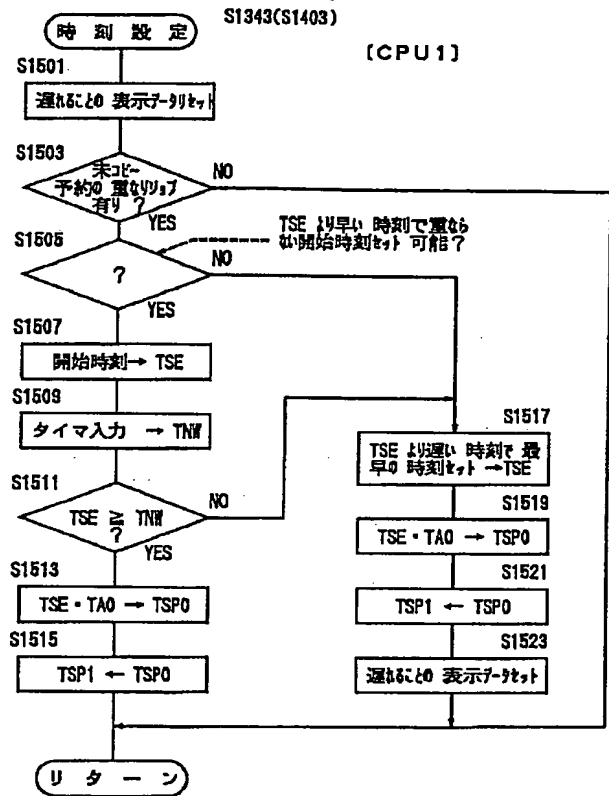 S1343(S1403)
時刻設定
[CPU1]
S1501
遅れることの 表示データリセット
S1503
未コピー
予約の 重なりジョブ
有り ?
NO
YES
S1505
TSE より早い 時刻で重なら
ない開始時刻セット 可能?
?
NO
YES
S1507
開始時刻→ TSE
S1509
タイマ入力 → TNW
S1511
TSE ≧ TNW
?
NO
YES
S1513
TSE・TA0 → TSP0
S1515
TSP1 ← TSP0
S1517
TSE より遅い 時刻で 最
早の 時刻セット →TSE
S1519
TSE・TA0 → TSP0
S1521
TSP1 ← TSP0
S1523
遅れることの 表示データセット
リターン